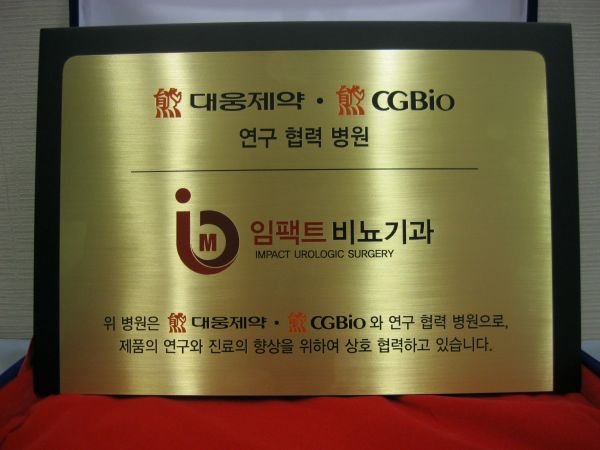 대웅제약 · CGBio
연구 협력 병원
M
임팩트 비뇨기과
IMPACT UROLOGIC SURGERY
위 병원은 대웅제약 · CGBio 와 연구 협력 병원으로,
제품의 연구와 진료의 향상을 위하여 상호 협력하고 있습니다.